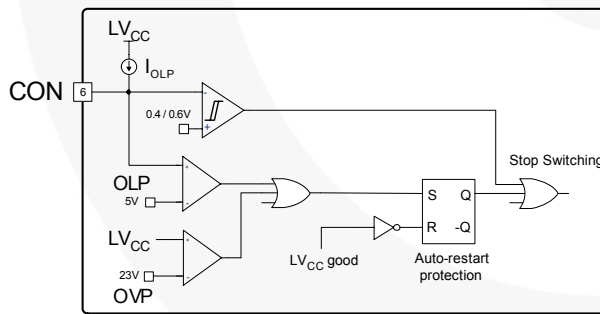 LVCC
IOLP
CON
6
0.4 / 0.6V
-
+
Stop Switching
OLP
5V
+
-
S Q
R -Q
LVCC
23V
+
-
OVP
LVCC good
Auto-restart
protection